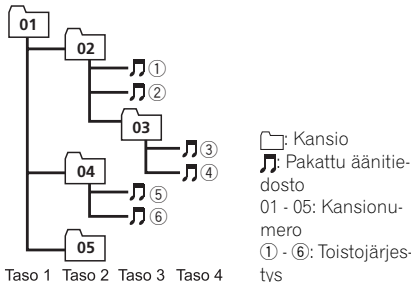 01
02
①
②
03
③
④
04
⑤
⑥
05
Taso 1 Taso 2 Taso 3 Taso 4
: Kansio
: Pakattu äänitie-
dosto
01 - 05: Kansionu-
mero
① - ⑥: Toistojärjes-
tys